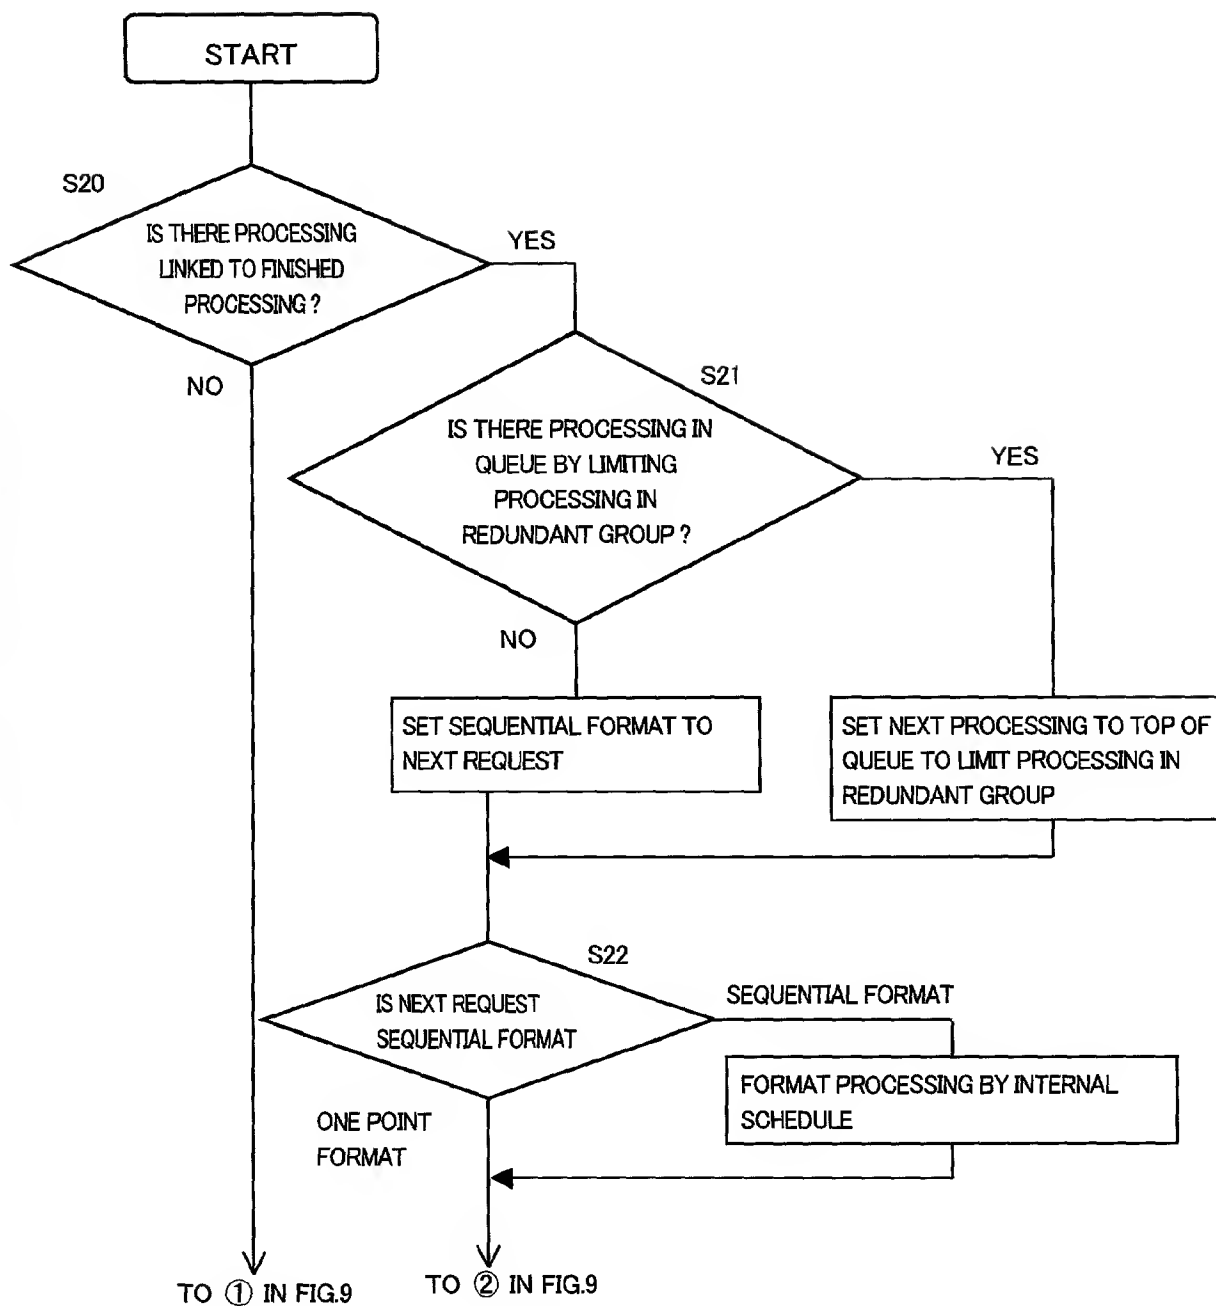 START
S20
IS THERE PROCESSING
LINKED TO FINISHED
PROCESSING ?
YES
NO
S21
IS THERE PROCESSING IN
QUEUE BY LIMITING
PROCESSING IN
REDUNDANT GROUP ?
YES
NO
SET SEQUENTIAL FORMAT TO
NEXT REQUEST
SET NEXT PROCESSING TO TOP OF
QUEUE TO LIMIT PROCESSING IN
REDUNDANT GROUP
S22
IS NEXT REQUEST
SEQUENTIAL FORMAT
SEQUENTIAL FORMAT
FORMAT PROCESSING BY INTERNAL
SCHEDULE
ONE POINT
FORMAT
TO ① IN FIG.9
TO ② IN FIG.9